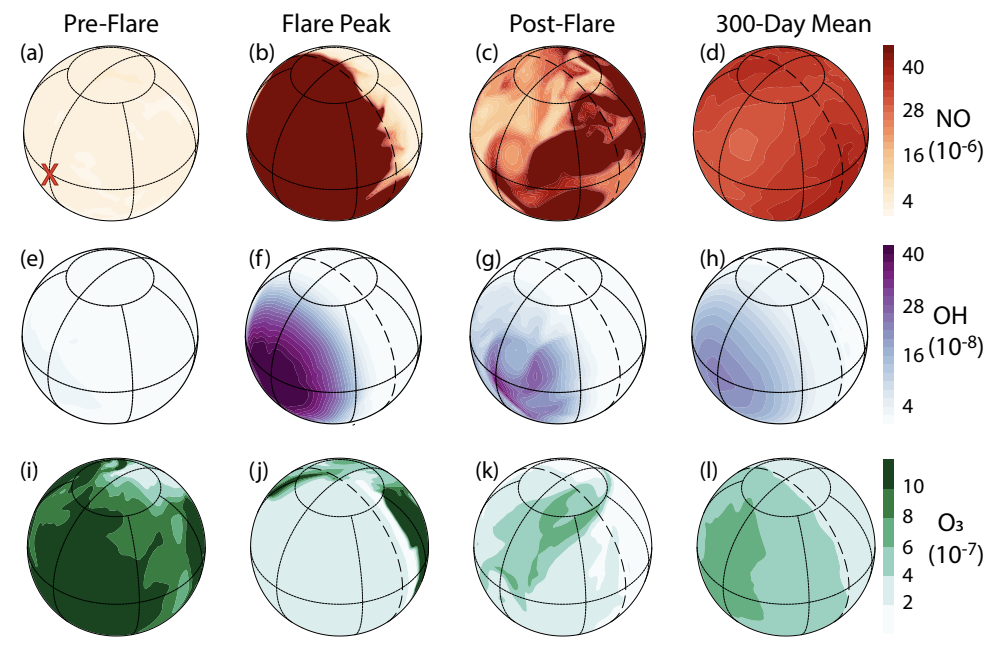 Pre-Flare Flare Peak Post-Flare 300-Day Mean
(a) (b) (c) (d)
X
40
28
16
4
NO
(10⁻⁶)
(e) (f) (g) (h)
40
28
16
4
OH
(10⁻⁸)
(i) (j) (k) (l)
10
8
6
4
2
O₃
(10⁻⁷)